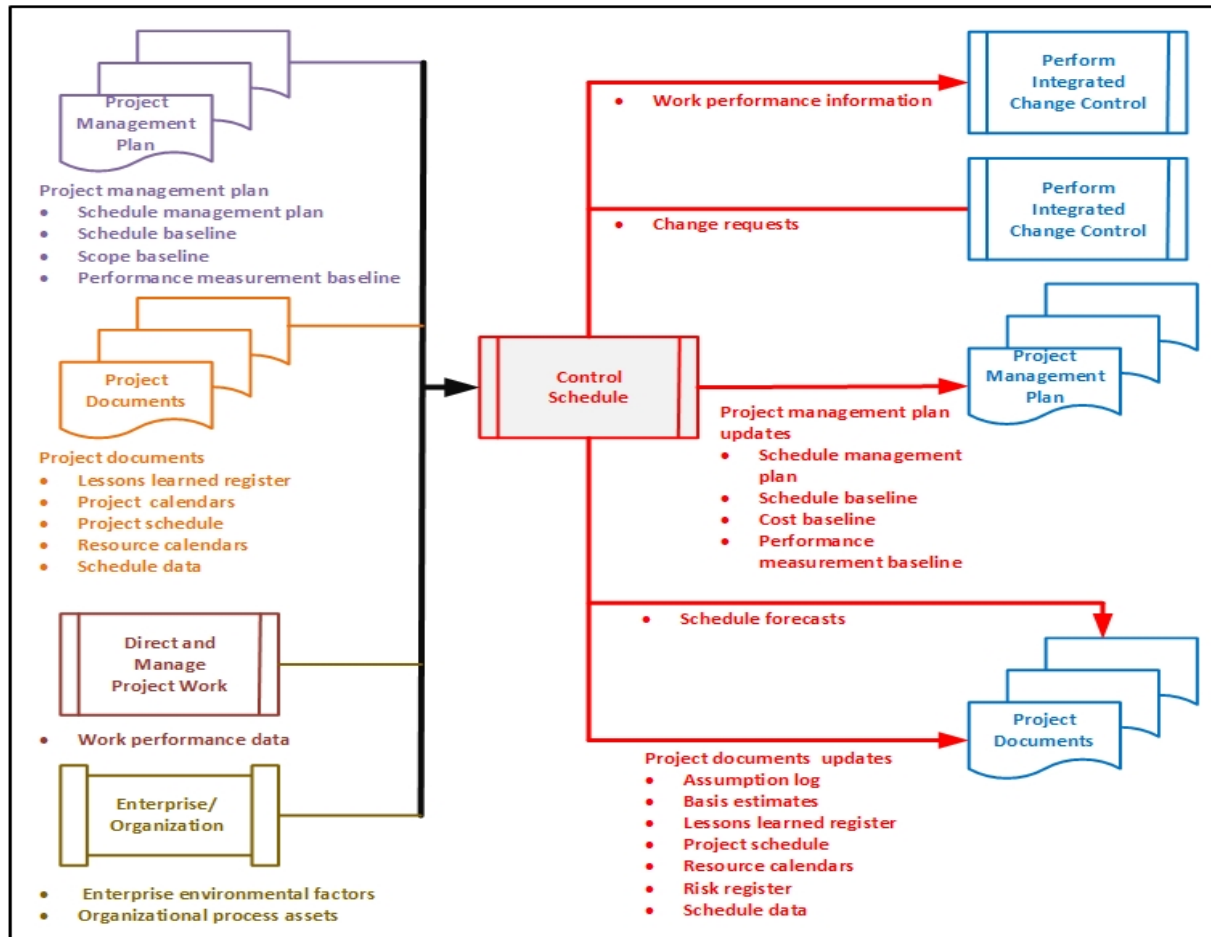 Project
Management
Plan
Project management plan
• Schedule management plan
• Schedule baseline
• Scope baseline
• Performance measurement baseline
Project
Documents
Project documents
• Lessons learned register
• Project calendars
• Project schedule
• Resource calendars
• Schedule data
Direct and
Manage
Project Work
• Work performance data
Enterprise/
Organization
• Enterprise environmental factors
• Organizational process assets
Control
Schedule
• Work performance information
Perform
Integrated
Change Control
• Change requests
Perform
Integrated
Change Control
Project management plan
updates
• Schedule management
plan
• Schedule baseline
• Cost baseline
• Performance
measurement baseline
Project
Management
Plan
• Schedule forecasts
Project documents updates
• Assumption log
• Basis estimates
• Lessons learned register
• Project schedule
• Resource calendars
• Risk register
• Schedule data
Project
Documents